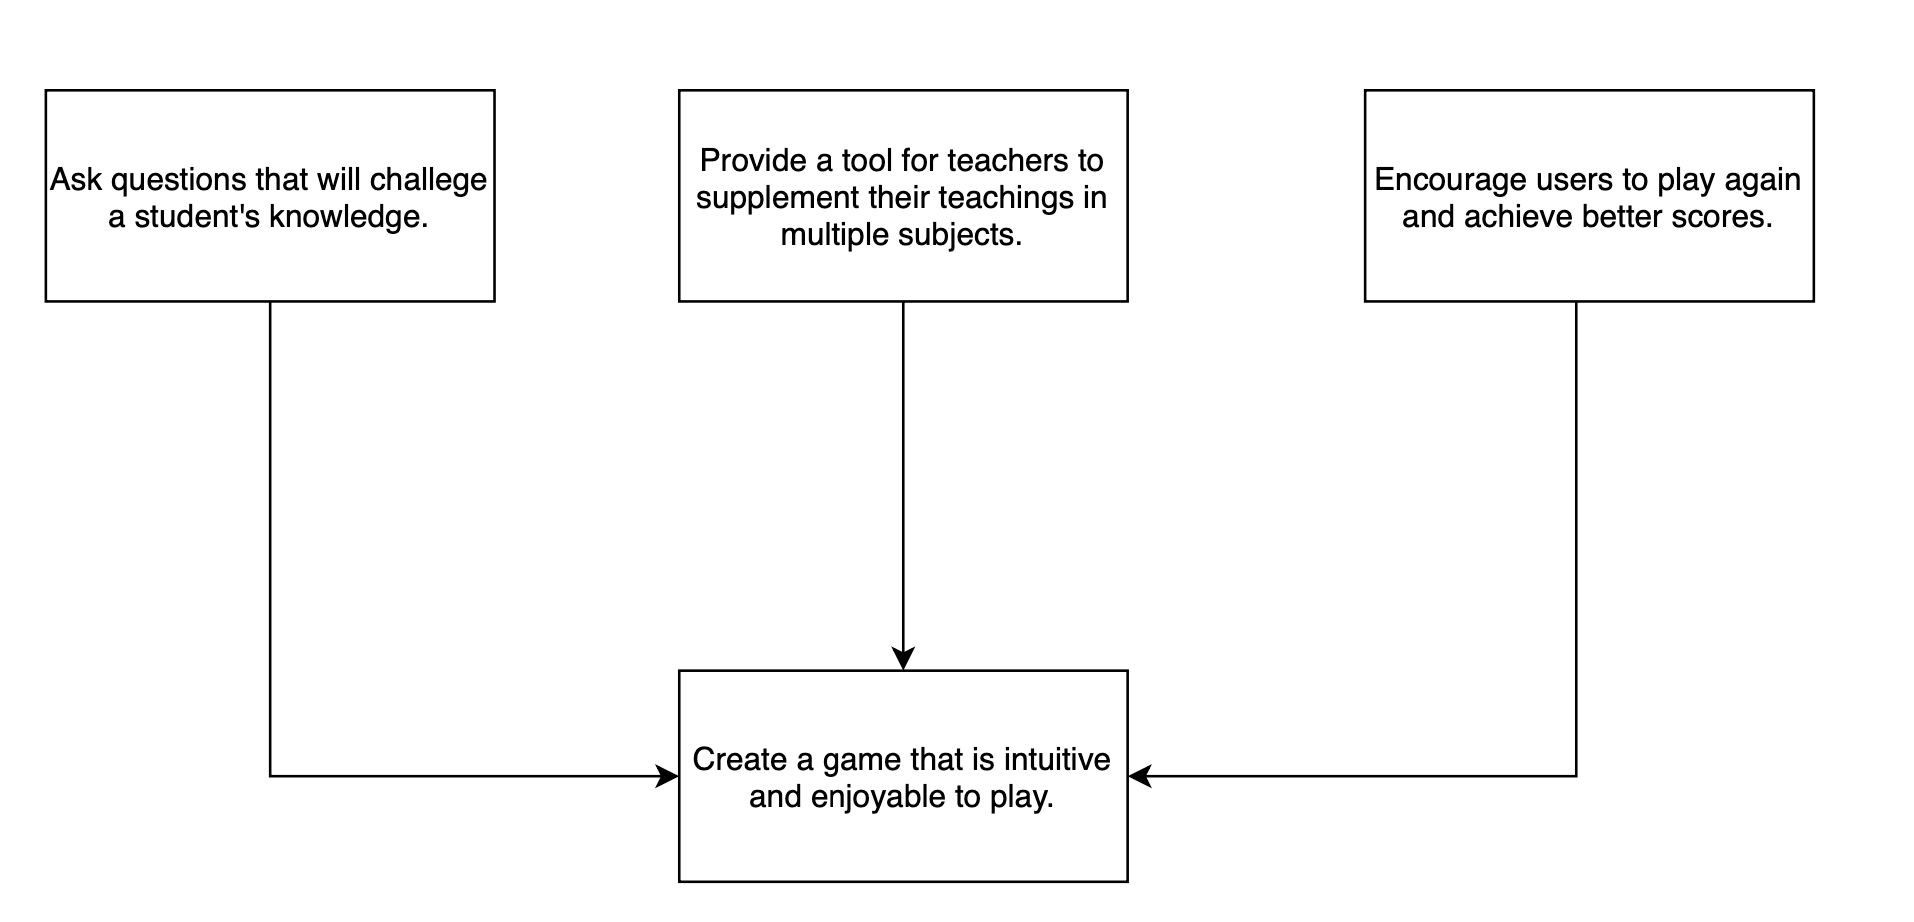 Ask questions that will challege
a student's knowledge.
Provide a tool for teachers to
supplement their teachings in
multiple subjects.
Encourage users to play again
and achieve better scores.
Create a game that is intuitive
and enjoyable to play.